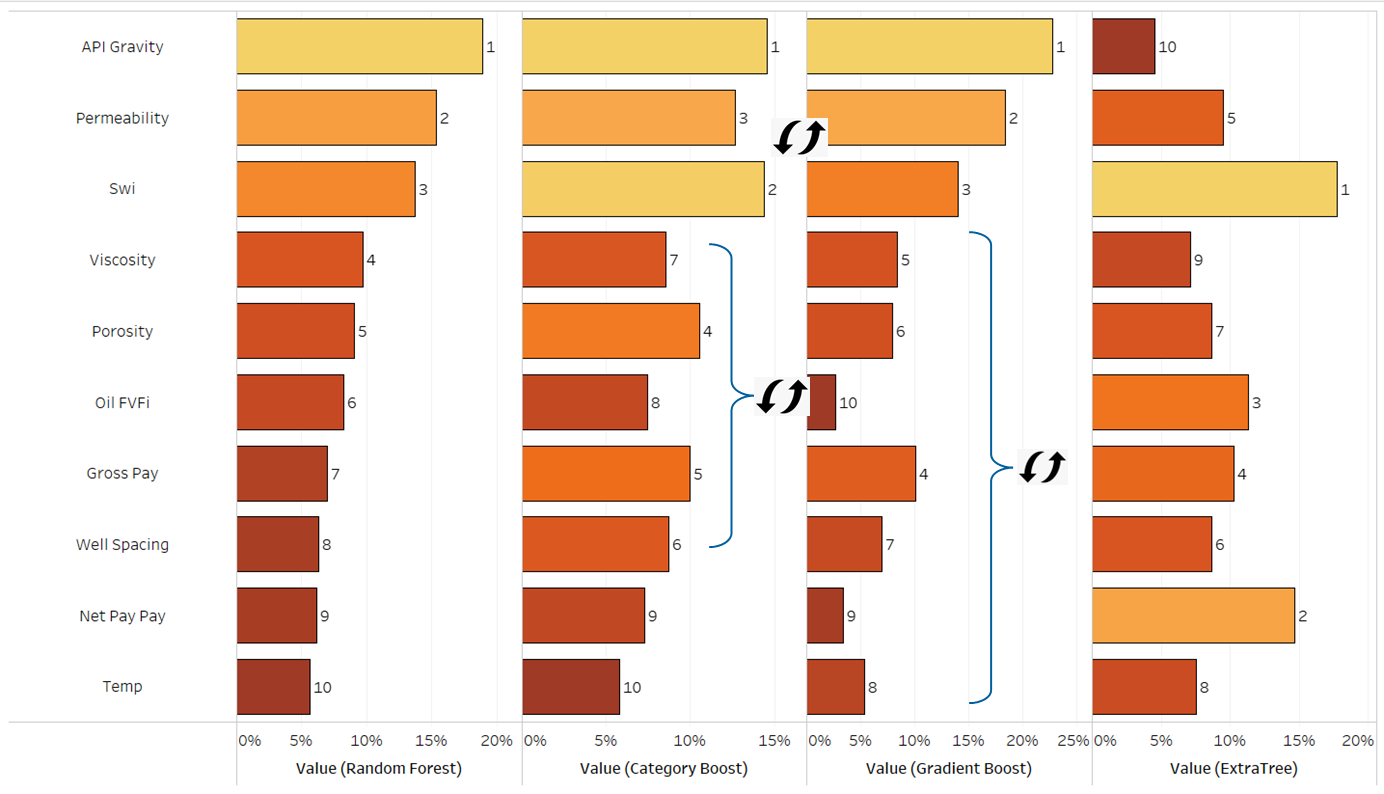 API Gravity 1 1 1 10
Permeability 2 3 2 5
Swi 3 2 3 1
Viscosity 4 7 5 9
Porosity 5 4 6 7
Oil FVFi 6 8 10 3
Gross Pay 7 5 4 4
Well Spacing 8 6 7 6
Net Pay Pay 9 9 9 2
Temp 10 10 8 8
0% 5% 10% 15% 20% 0% 5% 10% 15% 0% 5% 10% 15% 20% 25% 0% 5% 10% 15% 20%
Value (Random Forest) Value (Category Boost) Value (Gradient Boost) Value (ExtraTree)